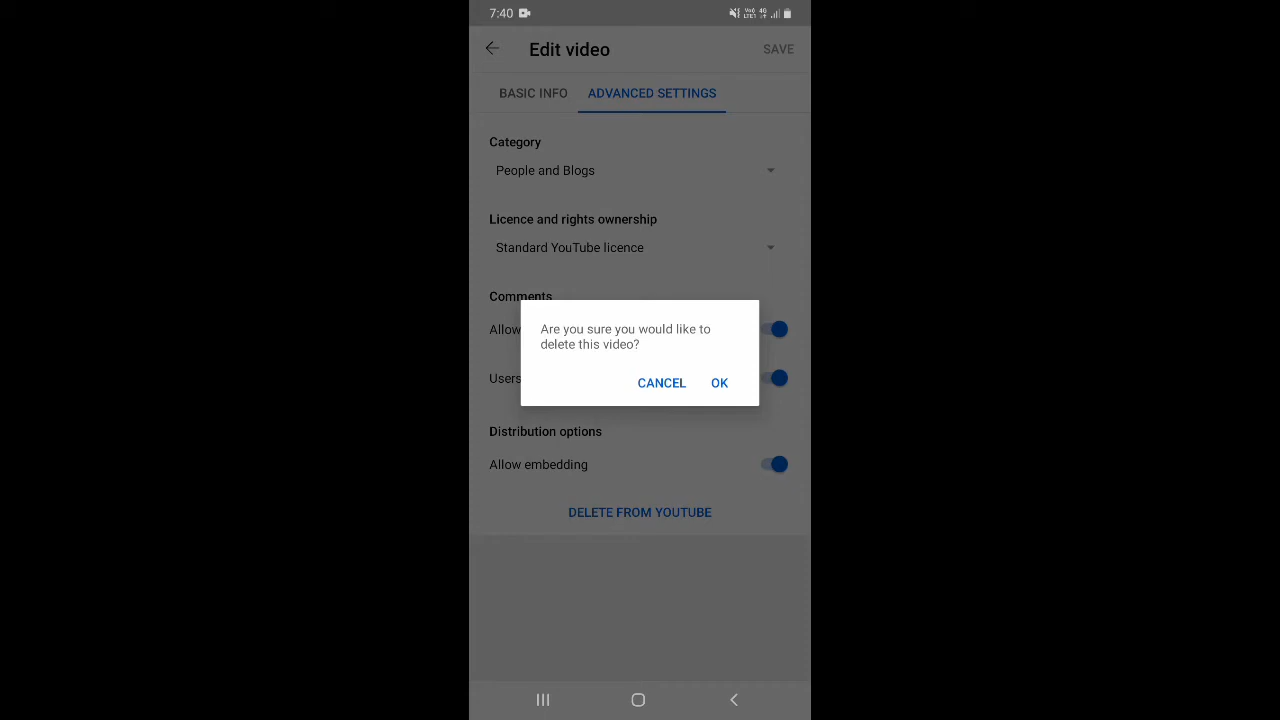 7:40
Edit video
SAVE
BASIC INFO
ADVANCED SETTINGS
Category
People and Blogs
Licence and rights ownership
Standard YouTube licence
Comments
Allow
Are you sure you would like to
delete this video?
Users
CANCEL
OK
Distribution options
Allow embedding
DELETE FROM YOUTUBE